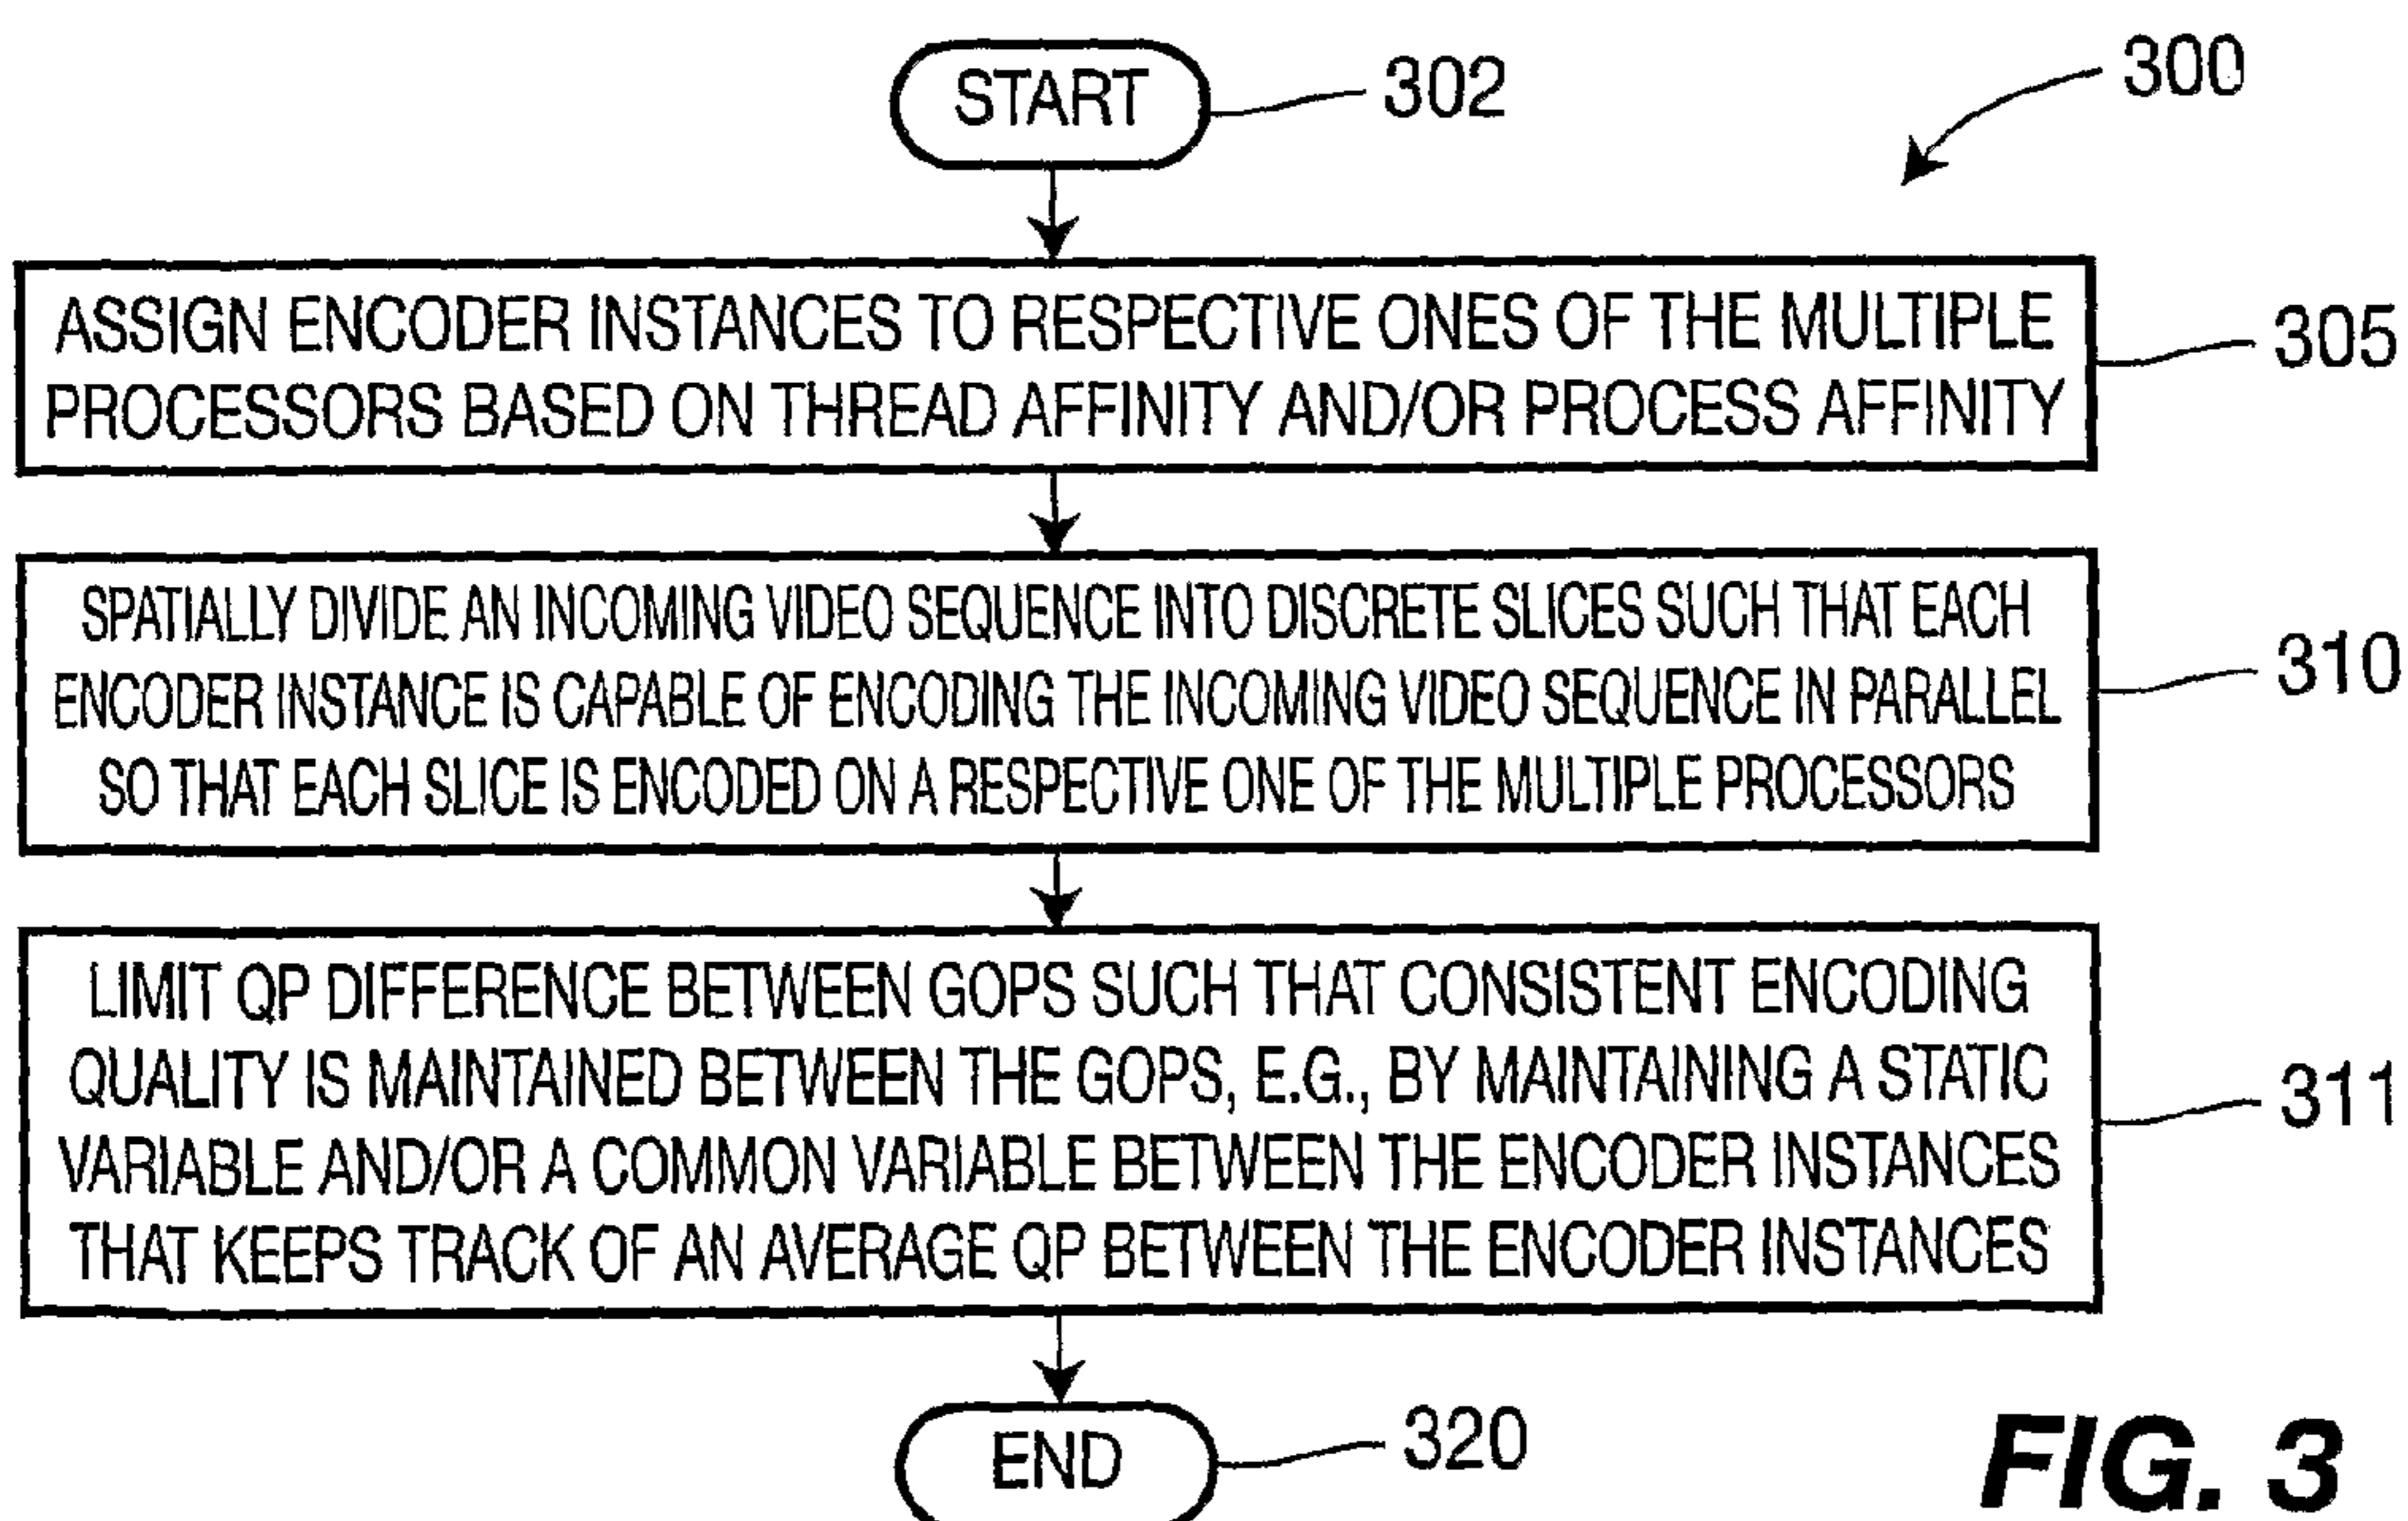 START
302
300
ASSIGN ENCODER INSTANCES TO RESPECTIVE ONES OF THE MULTIPLE
PROCESSORS BASED ON THREAD AFFINITY AND/OR PROCESS AFFINITY
305
SPATIALLY DIVIDE AN INCOMING VIDEO SEQUENCE INTO DISCRETE SLICES SUCH THAT EACH
ENCODER INSTANCE IS CAPABLE OF ENCODING THE INCOMING VIDEO SEQUENCE IN PARALLEL
SO THAT EACH SLICE IS ENCODED ON A RESPECTIVE ONE OF THE MULTIPLE PROCESSORS
310
LIMIT QP DIFFERENCE BETWEEN GOPS SUCH THAT CONSISTENT ENCODING
QUALITY IS MAINTAINED BETWEEN THE GOPS, E.G., BY MAINTAINING A STATIC
VARIABLE AND/OR A COMMON VARIABLE BETWEEN THE ENCODER INSTANCES
THAT KEEPS TRACK OF AN AVERAGE QP BETWEEN THE ENCODER INSTANCES
311
END
320
FIG. 3